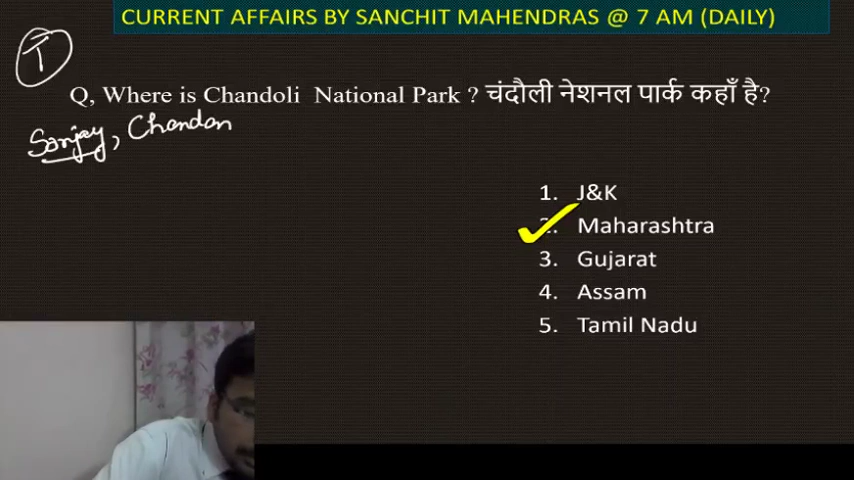 CURRENT AFFAIRS BY SANCHIT MAHENDRAS @ 7 AM (DAILY)
T
Q, Where is Chandoli National Park ? चंदौली नेशनल पार्क कहाँ है?
Sanjay, Chandan
1. J&K
2. Maharashtra
3. Gujarat
4. Assam
5. Tamil Nadu